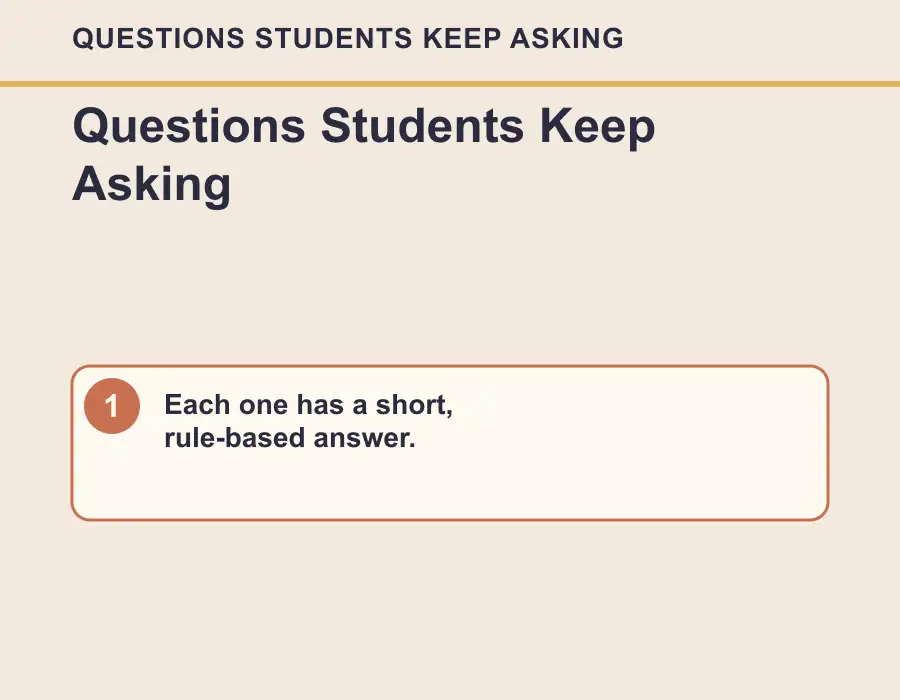 QUESTIONS STUDENTS KEEP ASKING
Questions Students Keep
Asking
1
Each one has a short,
rule-based answer.